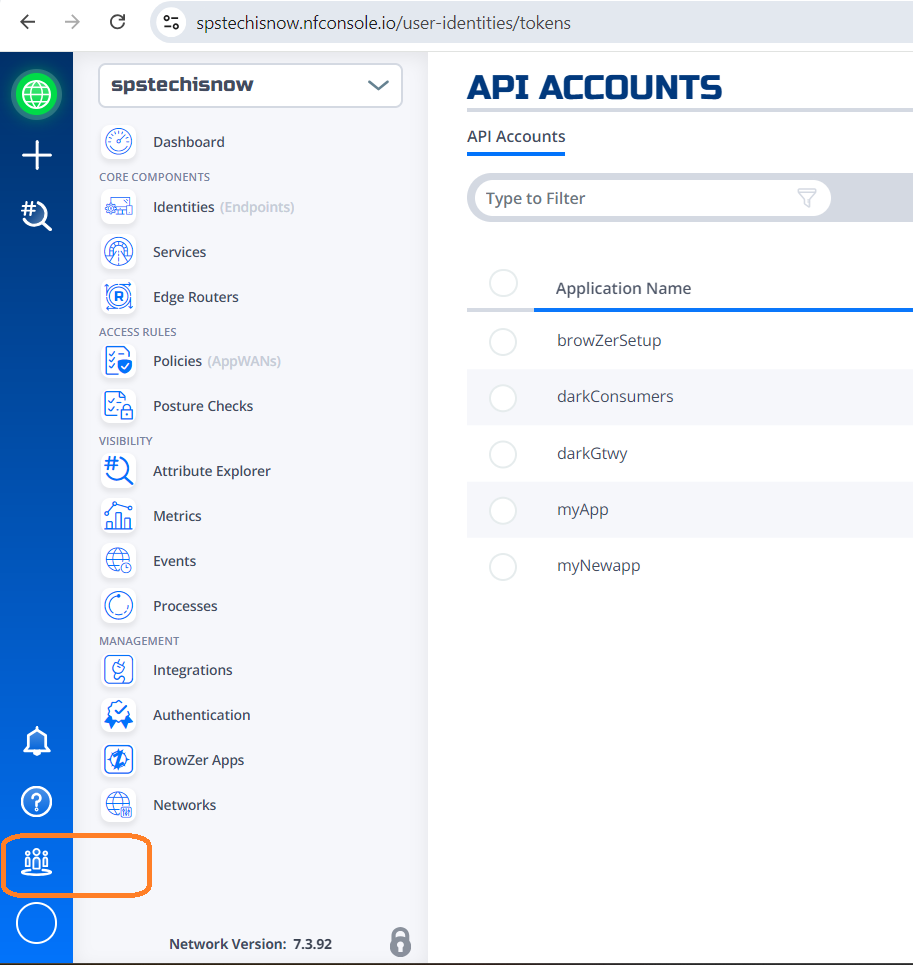 spstechisnow.nfconsole.io/user-identities/tokens
spstechisnow
Dashboard
CORE COMPONENTS
Identities (Endpoints)
Services
Edge Routers
ACCESS RULES
Policies (AppWANs)
Posture Checks
VISIBILITY
Attribute Explorer
Metrics
Events
Processes
MANAGEMENT
Integrations
Authentication
BrowZer Apps
Networks
Network Version: 7.3.92
API ACCOUNTS
API Accounts
Type to Filter
Application Name
browZerSetup
darkConsumers
darkGtwy
myApp
myNewapp